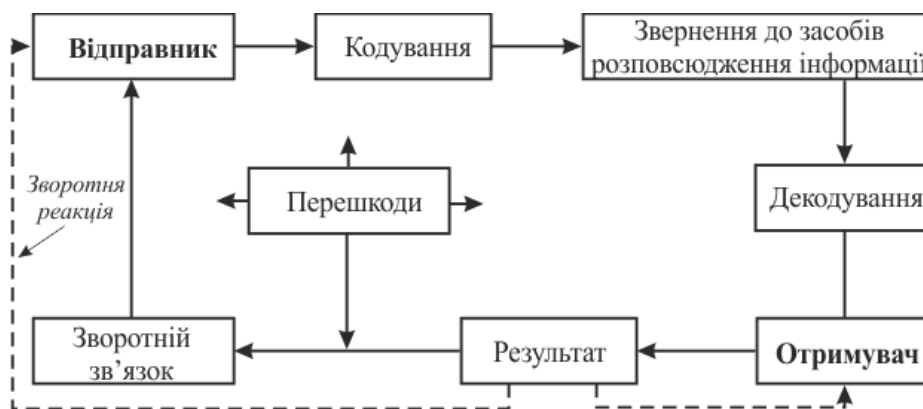 Відправник
Кодування
Звернення до засобів
розповсюдження інформації
Зворотня
реакція
Перешкоди
Декодування
Зворотній
зв'язок
Результат
Отримувач